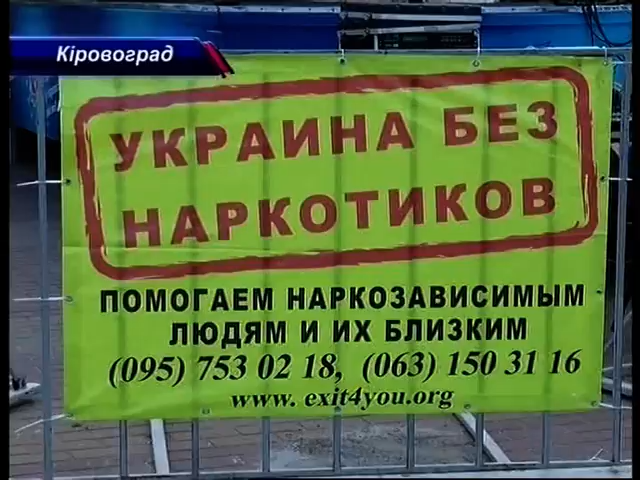 Кіровоград
УКРАИНА БЕЗ
НАРКОТИКОВ
ПОМОГАЕМ НАРКОЗАВИСИМЫМ
ЛЮДЯМ И ИХ БЛИЗКИМ
(095) 753 02 18, (063) 150 31 16
www. exit4you.org